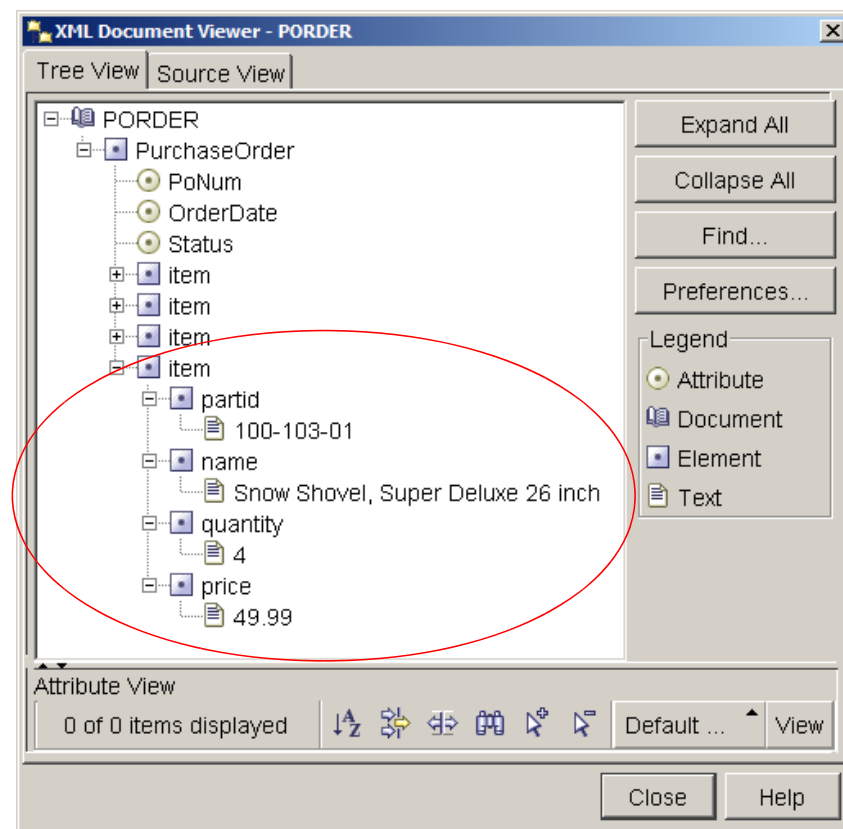 XML Document Viewer - PORDER
Tree View
Source View
PORDER
PurchaseOrder
PoNum
OrderDate
Status
item
item
item
item
partid
100-103-01
name
Snow Shovel, Super Deluxe 26 inch
quantity
4
price
49.99
Expand All
Collapse All
Find...
Preferences...
Legend
Attribute
Document
Element
Text
Attribute View
0 of 0 items displayed
Default ...
View
Close
Help